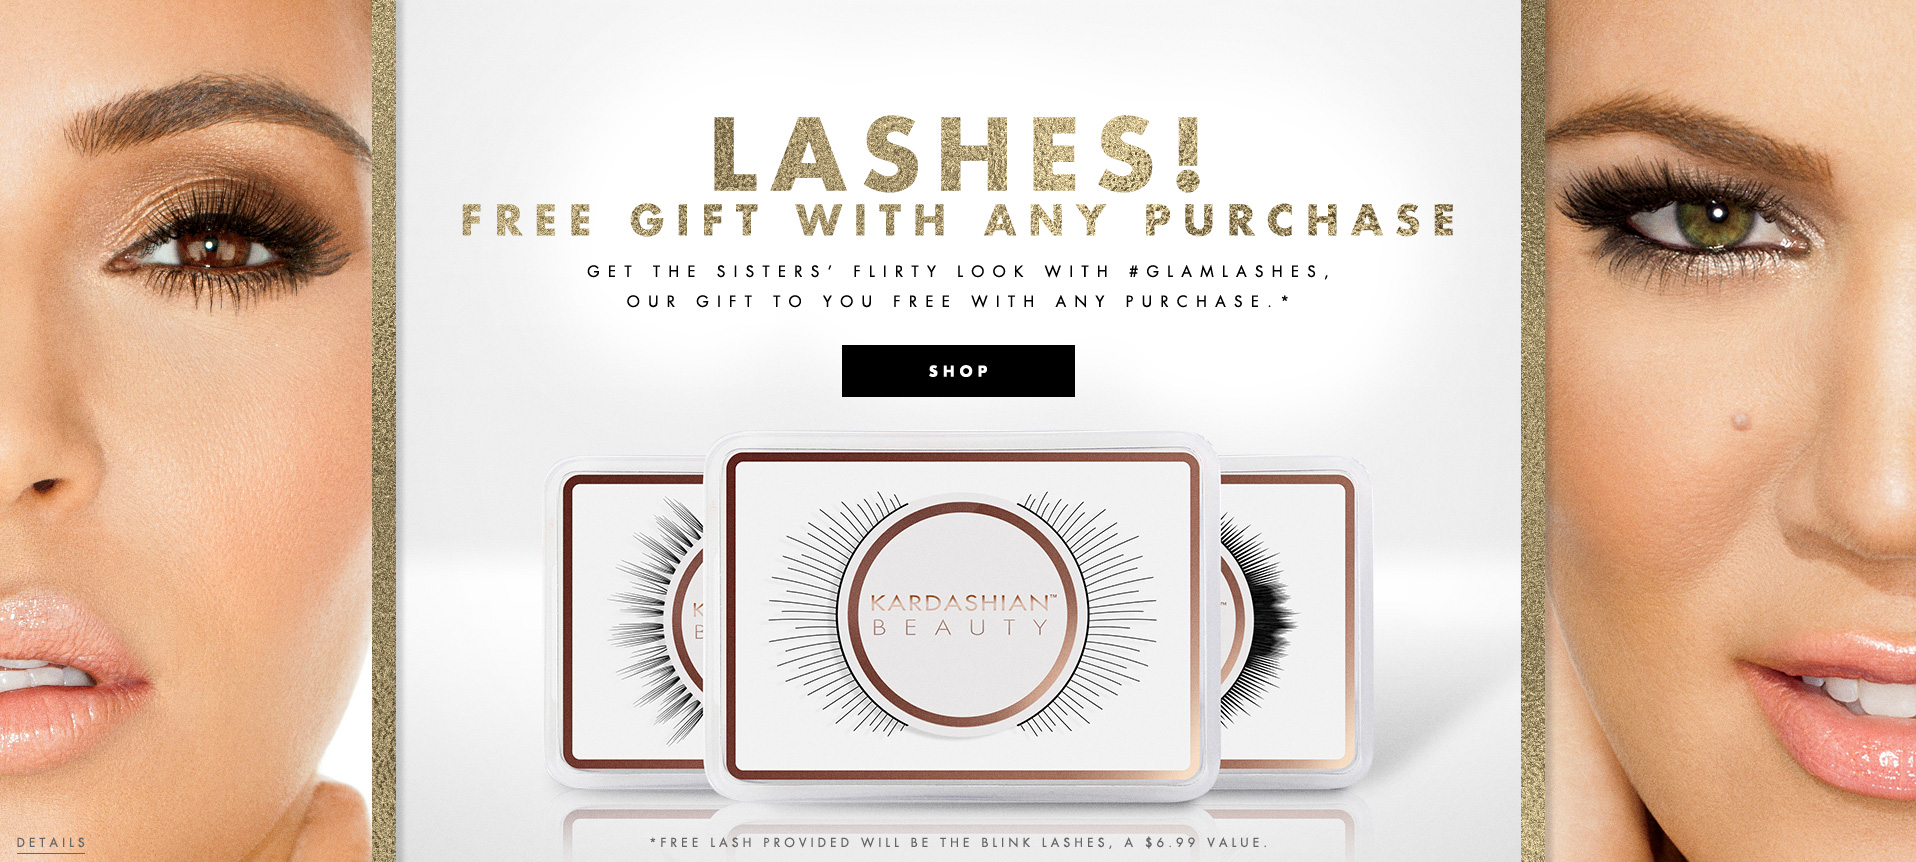 LASHES!
FREE GIFT WITH ANY PURCHASE
GET THE SISTERS’ FLIRTY LOOK WITH #GLAMLASHES,
OUR GIFT TO YOU FREE WITH ANY PURCHASE.*
SHOP
K
B
KARDASHIAN™
BEAUTY
™
DETAILS
*FREE LASH PROVIDED WILL BE THE BLINK LASHES, A $6.99 VALUE.